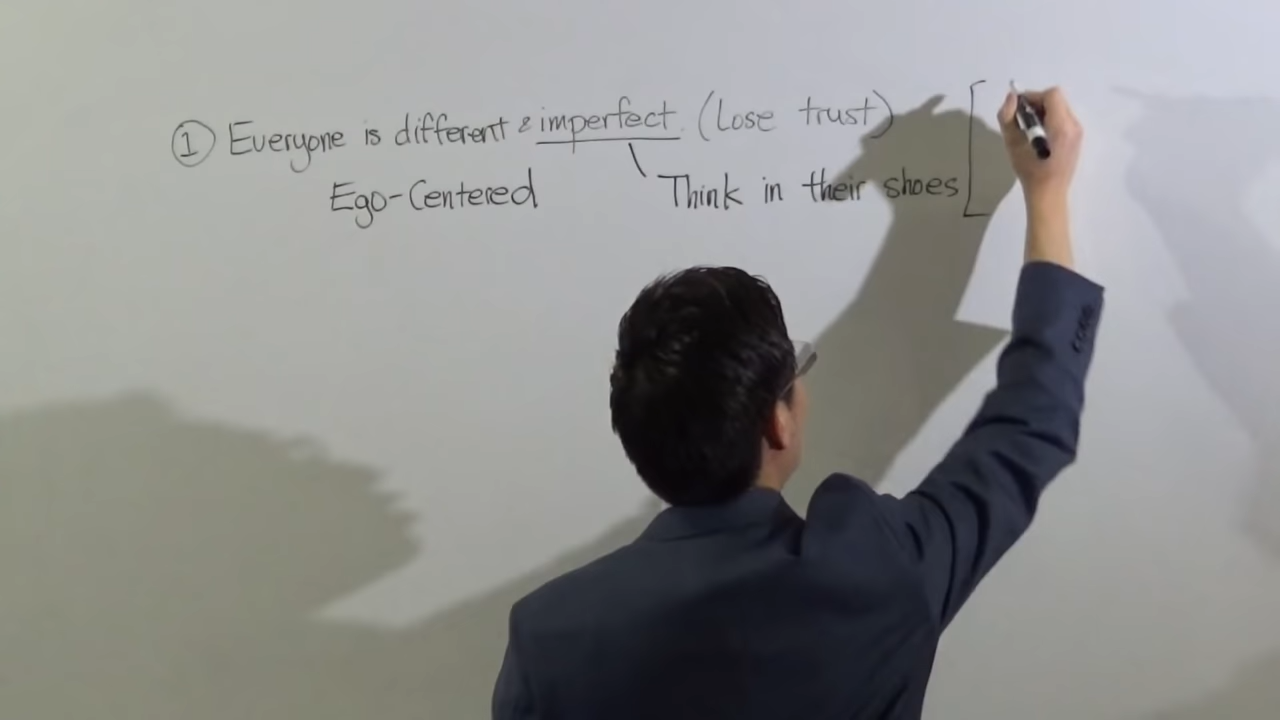 ① Everyone is different & imperfect. (Lose trust) [
Ego-Centered Think in their shoes